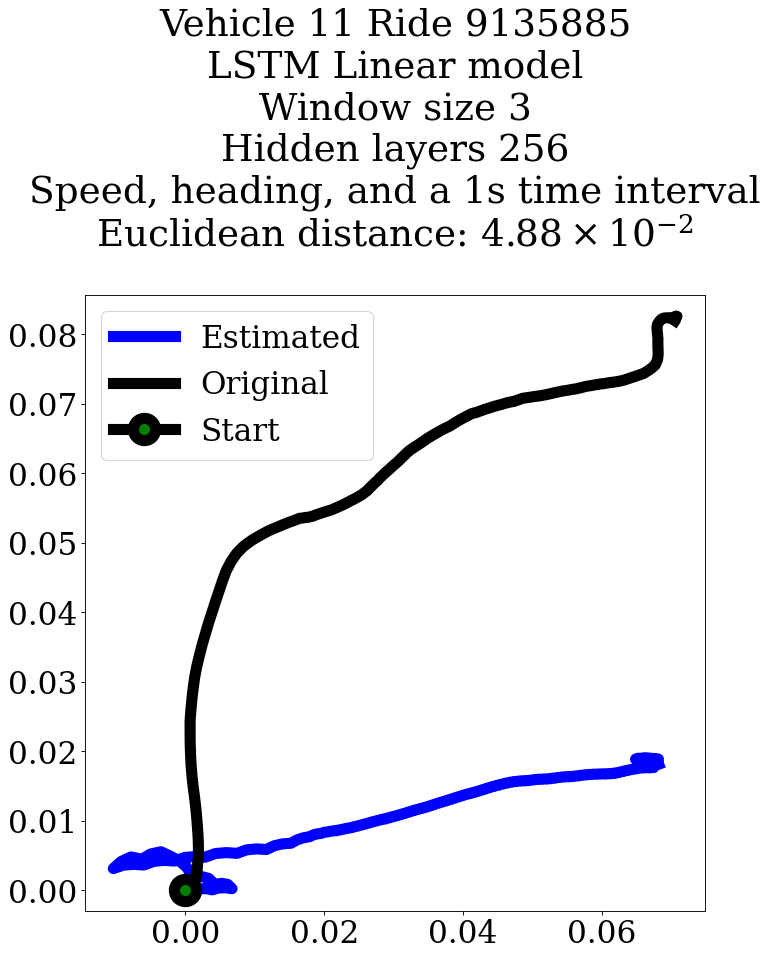 Vehicle 11 Ride 9135885
LSTM Linear model
Window size 3
Hidden layers 256
Speed, heading, and a 1s time interval
Euclidean distance: 4.88 × 10⁻²
Estimated
Original
Start
0.08
0.07
0.06
0.05
0.04
0.03
0.02
0.01
0.00
0.00 0.02 0.04 0.06